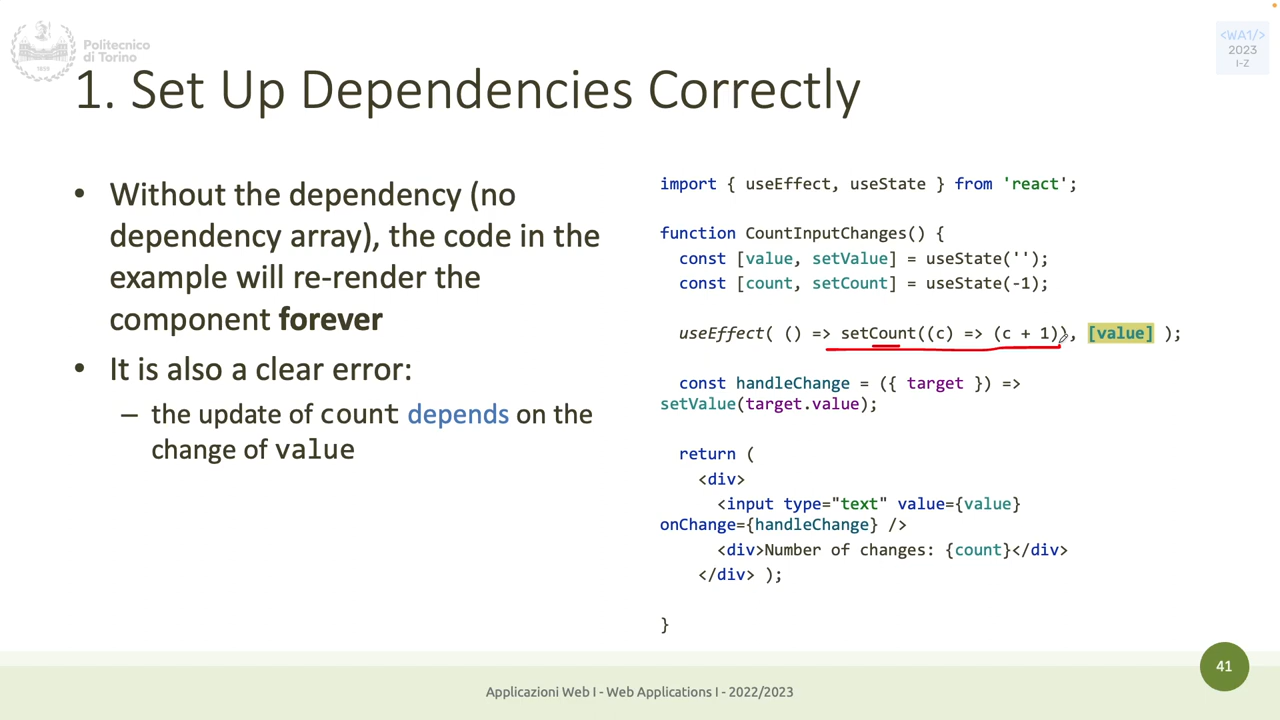 Politecnico
di Torino
<WA1/>
2023
I-Z
1. Set Up Dependencies Correctly
• Without the dependency (no
dependency array), the code in the
example will re-render the
component forever
• It is also a clear error:
– the update of count depends on the
change of value
import { useEffect, useState } from 'react';
function CountInputChanges() {
const [value, setValue] = useState('');
const [count, setCount] = useState(-1);
useEffect( () => setCount((c) => (c + 1)), [value] );
const handleChange = ({ target }) =>
setValue(target.value);
return (
<div>
<input type="text" value={value}
onChange={handleChange} />
<div>Number of changes: {count}</div>
</div> );
}
41
Applicazioni Web I - Web Applications I - 2022/2023